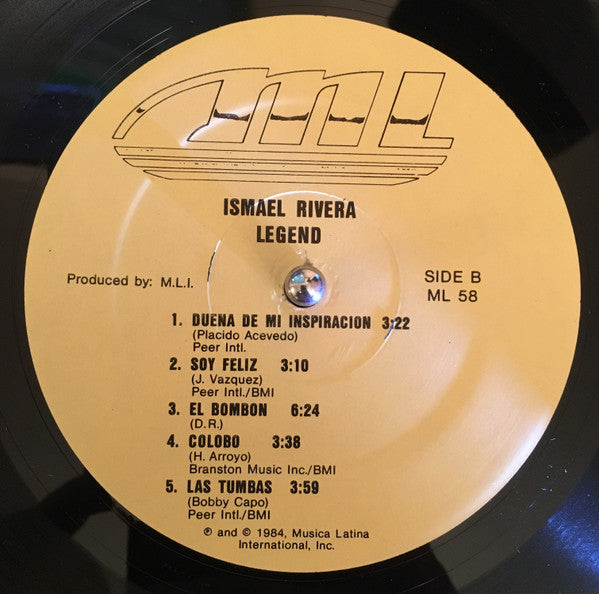 ISMAEL RIVERA
LEGEND
Produced by: M.L.I.
SIDE B
ML 58
1. DUENA DE MI INSPIRACION 3:22
(Placido Acevedo)
Peer Intl.
2. SOY FELIZ 3:10
(J. Vazquez)
Peer Intl./BMI
3. EL BOMBON 6:24
(D.R.)
4. COLOBO 3:38
(H. Arroyo)
Branston Music Inc./BMI
5. LAS TUMBAS 3:59
(Bobby Capo)
Peer Intl./BMI
℗ and © 1984, Musica Latina
International, Inc.